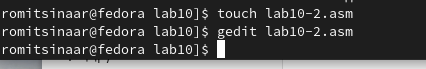 romitsinaar@fedora lab10]$ touch lab10-2.asm
romitsinaar@fedora lab10]$ gedit lab10-2.asm
romitsinaar@fedora lab10]$